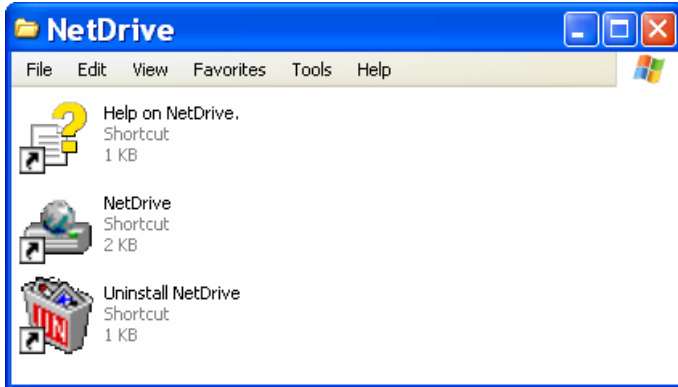 NetDrive
File Edit View Favorites Tools Help
Help on NetDrive.
Shortcut
1 KB
NetDrive
Shortcut
2 KB
Uninstall NetDrive
Shortcut
1 KB
UN